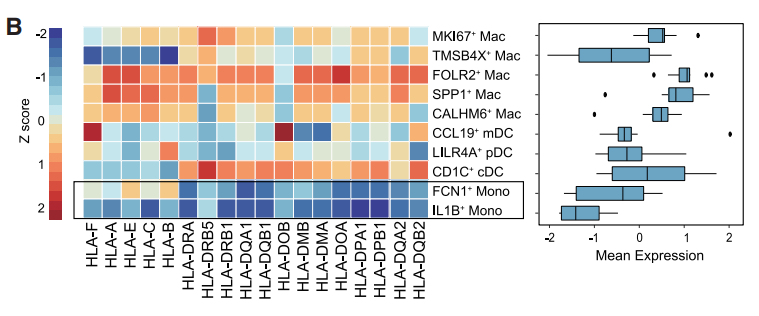 B
Z score
-2
-1
0
1
2
MKI67⁺ Mac
TMSB4X⁺ Mac
FOLR2⁺ Mac
SPP1⁺ Mac
CALHM6⁺ Mac
CCL19⁺ mDC
LILR4A⁺ pDC
CD1C⁺ cDC
FCN1⁺ Mono
IL1B⁺ Mono
HLA-F
HLA-A
HLA-E
HLA-C
HLA-B
HLA-DRA
HLA-DRB5
HLA-DRB1
HLA-DQA1
HLA-DQB1
HLA-DOB
HLA-DMB
HLA-DMA
HLA-DOA
HLA-DPA1
HLA-DPB1
HLA-DQA2
HLA-DQB2
-2 -1 0 1 2
Mean Expression